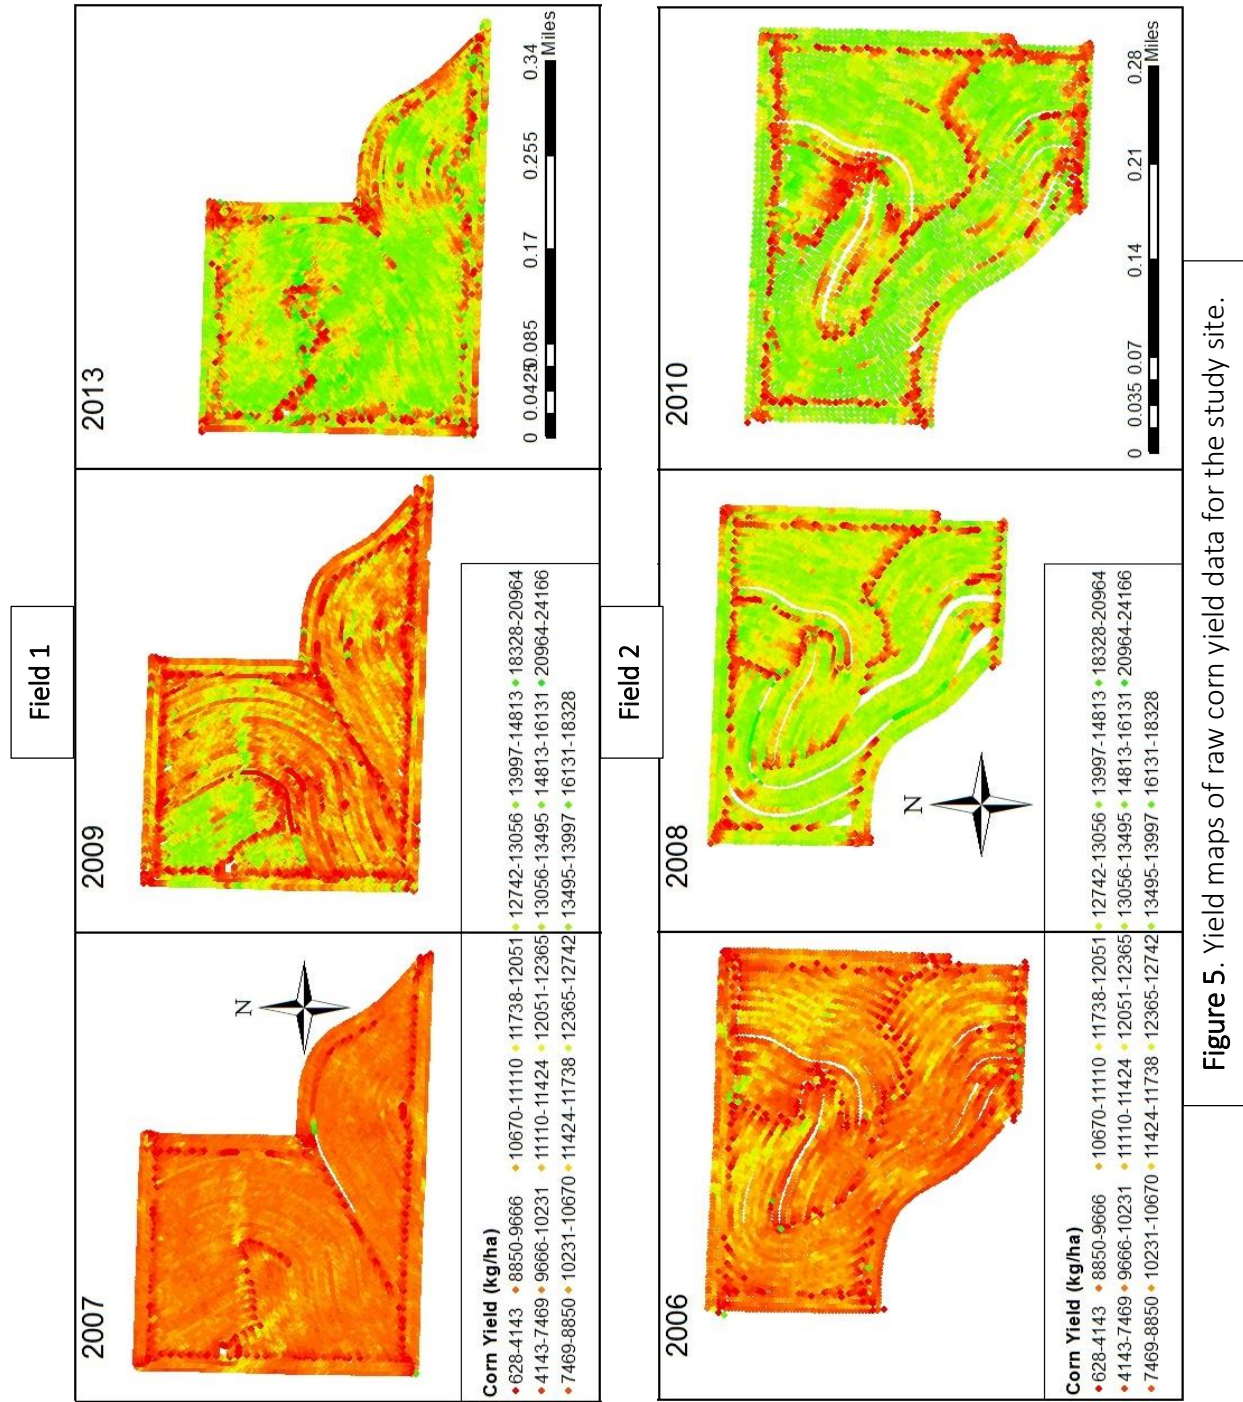 Field 1
2007
2009
2013
N
Corn Yield (kg/ha)
628-4143 8850-9666 10670-11110 11738-12051 12742-13056 13997-14813 18328-20964
4143-7469 9666-10231 11110-11424 12051-12365 13056-13495 14813-16131 20964-24166
7469-8850 10231-10670 11424-11738 12365-12742 13495-13997 16131-18328
0 0.0425 0.085 0.17 0.255 0.34
Miles
Field 2
2006
2008
2010
N
Corn Yield (kg/ha)
628-4143 8850-9666 10670-11110 11738-12051 12742-13056 13997-14813 18328-20964
4143-7469 9666-10231 11110-11424 12051-12365 13056-13495 14813-16131 20964-24166
7469-8850 10231-10670 11424-11738 12365-12742 13495-13997 16131-18328
0 0.035 0.07 0.14 0.21 0.28
Miles
Figure 5. Yield maps of raw corn yield data for the study site.